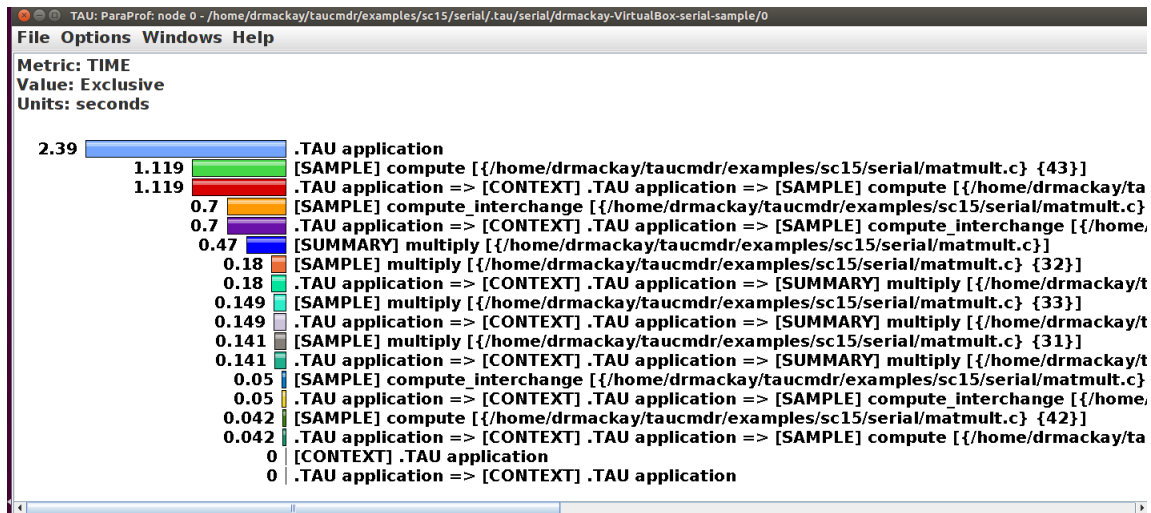 TAU: ParaProf: node 0 - /home/drmackay/taucmdr/examples/sc15/serial/.tau/serial/drmackay-VirtualBox-serial-sample/0
File Options Windows Help
Metric: TIME
Value: Exclusive
Units: seconds
2.39 .TAU application
1.119 [SAMPLE] compute [{/home/drmackay/taucmdr/examples/sc15/serial/matmult.c} {43}]
1.119 .TAU application => [CONTEXT] .TAU application => [SAMPLE] compute [{/home/drmackay/ta
0.7 [SAMPLE] compute_interchange [{/home/drmackay/taucmdr/examples/sc15/serial/matmult.c}
0.7 .TAU application => [CONTEXT] .TAU application => [SAMPLE] compute_interchange [{/home/
0.47 [SUMMARY] multiply [{/home/drmackay/taucmdr/examples/sc15/serial/matmult.c}]
0.18 [SAMPLE] multiply [{/home/drmackay/taucmdr/examples/sc15/serial/matmult.c} {32}]
0.18 .TAU application => [CONTEXT] .TAU application => [SUMMARY] multiply [{/home/drmackay/t
0.149 [SAMPLE] multiply [{/home/drmackay/taucmdr/examples/sc15/serial/matmult.c} {33}]
0.149 .TAU application => [CONTEXT] .TAU application => [SUMMARY] multiply [{/home/drmackay/t
0.141 [SAMPLE] multiply [{/home/drmackay/taucmdr/examples/sc15/serial/matmult.c} {31}]
0.141 .TAU application => [CONTEXT] .TAU application => [SUMMARY] multiply [{/home/drmackay/t
0.05 [SAMPLE] compute_interchange [{/home/drmackay/taucmdr/examples/sc15/serial/matmult.c}
0.05 .TAU application => [CONTEXT] .TAU application => [SAMPLE] compute_interchange [{/home/
0.042 [SAMPLE] compute [{/home/drmackay/taucmdr/examples/sc15/serial/matmult.c} {42}]
0.042 .TAU application => [CONTEXT] .TAU application => [SAMPLE] compute [{/home/drmackay/ta
0 [CONTEXT] .TAU application
0 .TAU application => [CONTEXT] .TAU application